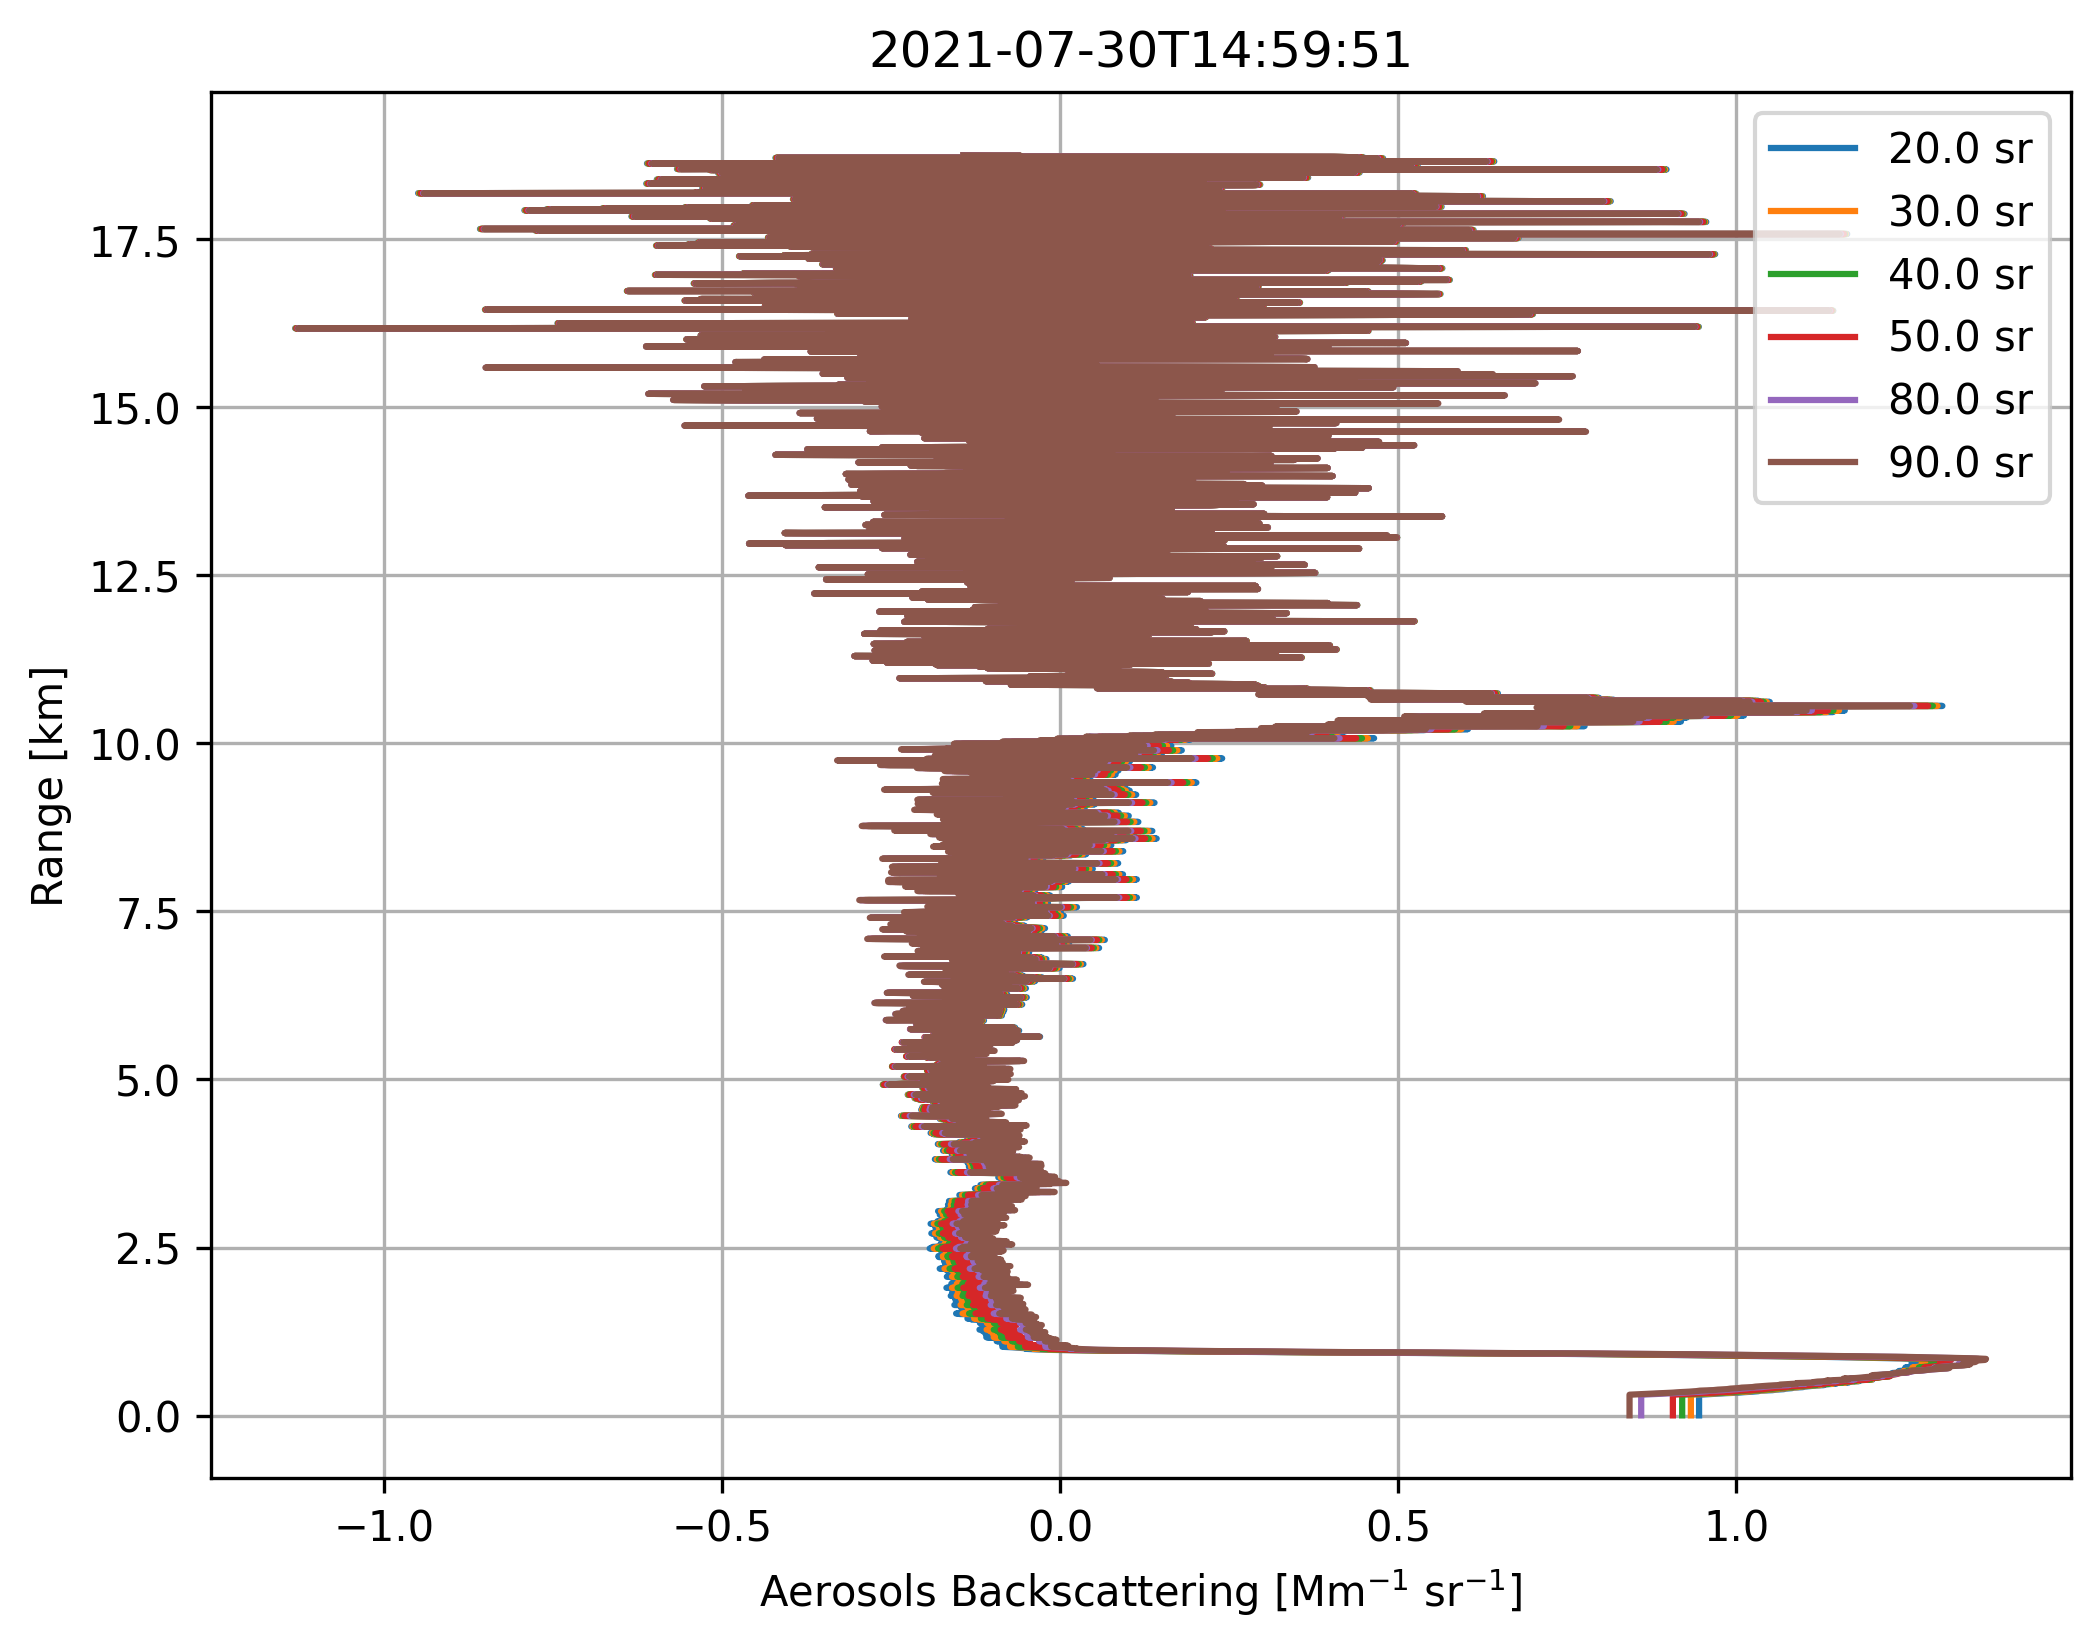 2021-07-30T14:59:51
20.0 sr
30.0 sr
40.0 sr
50.0 sr
80.0 sr
90.0 sr
17.5
15.0
12.5
10.0
7.5
5.0
2.5
0.0
Range [km]
−1.0
−0.5
0.0
0.5
1.0
Aerosols Backscattering [Mm⁻¹ sr⁻¹]